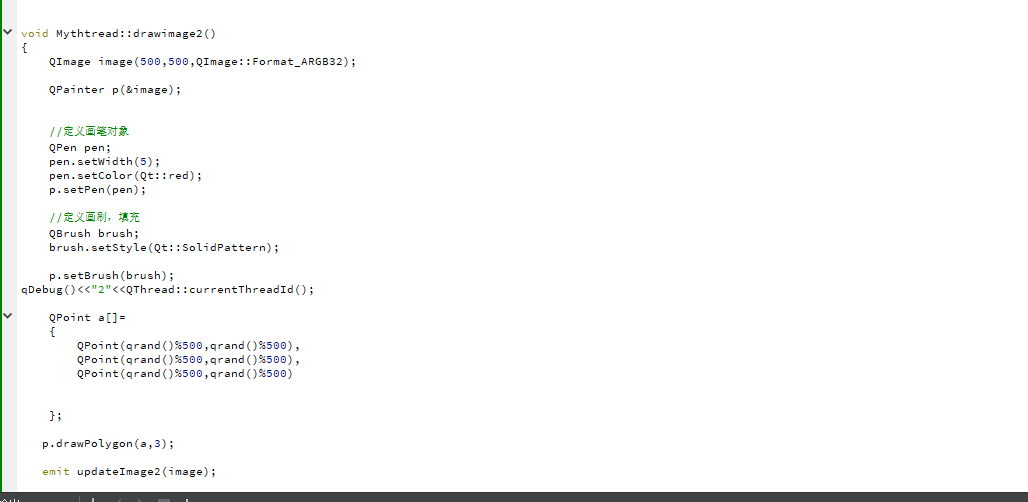 void Mythtread::drawimage2()
{
QImage image(500,500,QImage::Format_ARGB32);
QPainter p(&image);
//定义画笔对象
QPen pen;
pen.setWidth(5);
pen.setColor(Qt::red);
p.setPen(pen);
//定义画刷，填充
QBrush brush;
brush.setStyle(Qt::SolidPattern);
p.setBrush(brush);
qDebug()<<"2"<<QThread::currentThreadId();
QPoint a[]=
{
QPoint(qrand()%500,qrand()%500),
QPoint(qrand()%500,qrand()%500),
QPoint(qrand()%500,qrand()%500)
};
p.drawPolygon(a,3);
emit updateImage2(image);